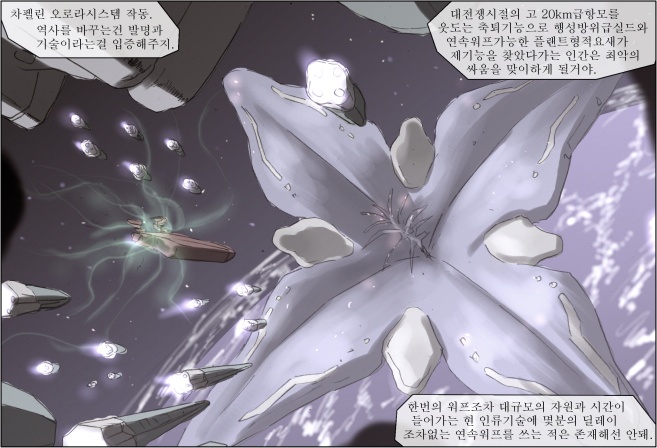 차펠린 오로라시스템 작동.
역사를 바꾸는건 발명과
기술이라는걸 입증해주지.
대전쟁시절의 고 20km급항모를
웃도는 축퇴기능으로 행성방위급실드와
연속워프가능한 플랜트형적요새가
제기능을 찾았다가는 인간은 최악의
싸움을 맞이하게 될거야.
한번의 워프조차 대규모의 자원과 시간이
들어가는 현 인류기술에 몇분의 딜레이
조차없는 연속워프를 쓰는 적은 존재해선 안돼.